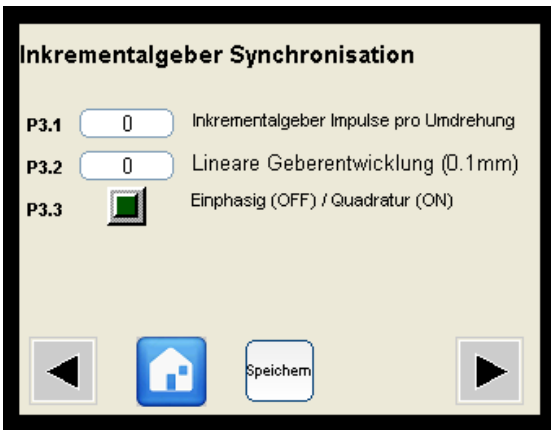 Inkrementalgeber Synchronisation
P3.1 0 Inkrementalgeber Impulse pro Umdrehung
P3.2 0 Lineare Geberentwicklung (0.1mm)
P3.3 Einphasig (OFF) / Quadratur (ON)
Speichern